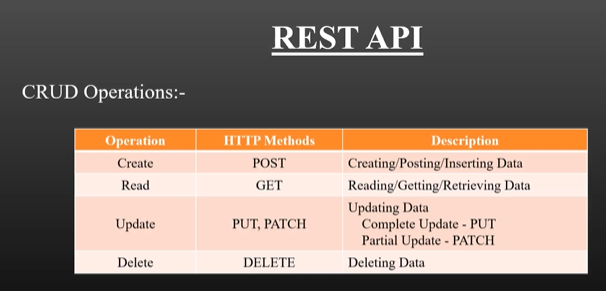 REST API
CRUD Operations:-
Operation HTTP Methods Description
Create POST Creating/Posting/Inserting Data
Read GET Reading/Getting/Retrieving Data
Update PUT, PATCH Updating Data
Complete Update - PUT
Partial Update - PATCH
Delete DELETE Deleting Data